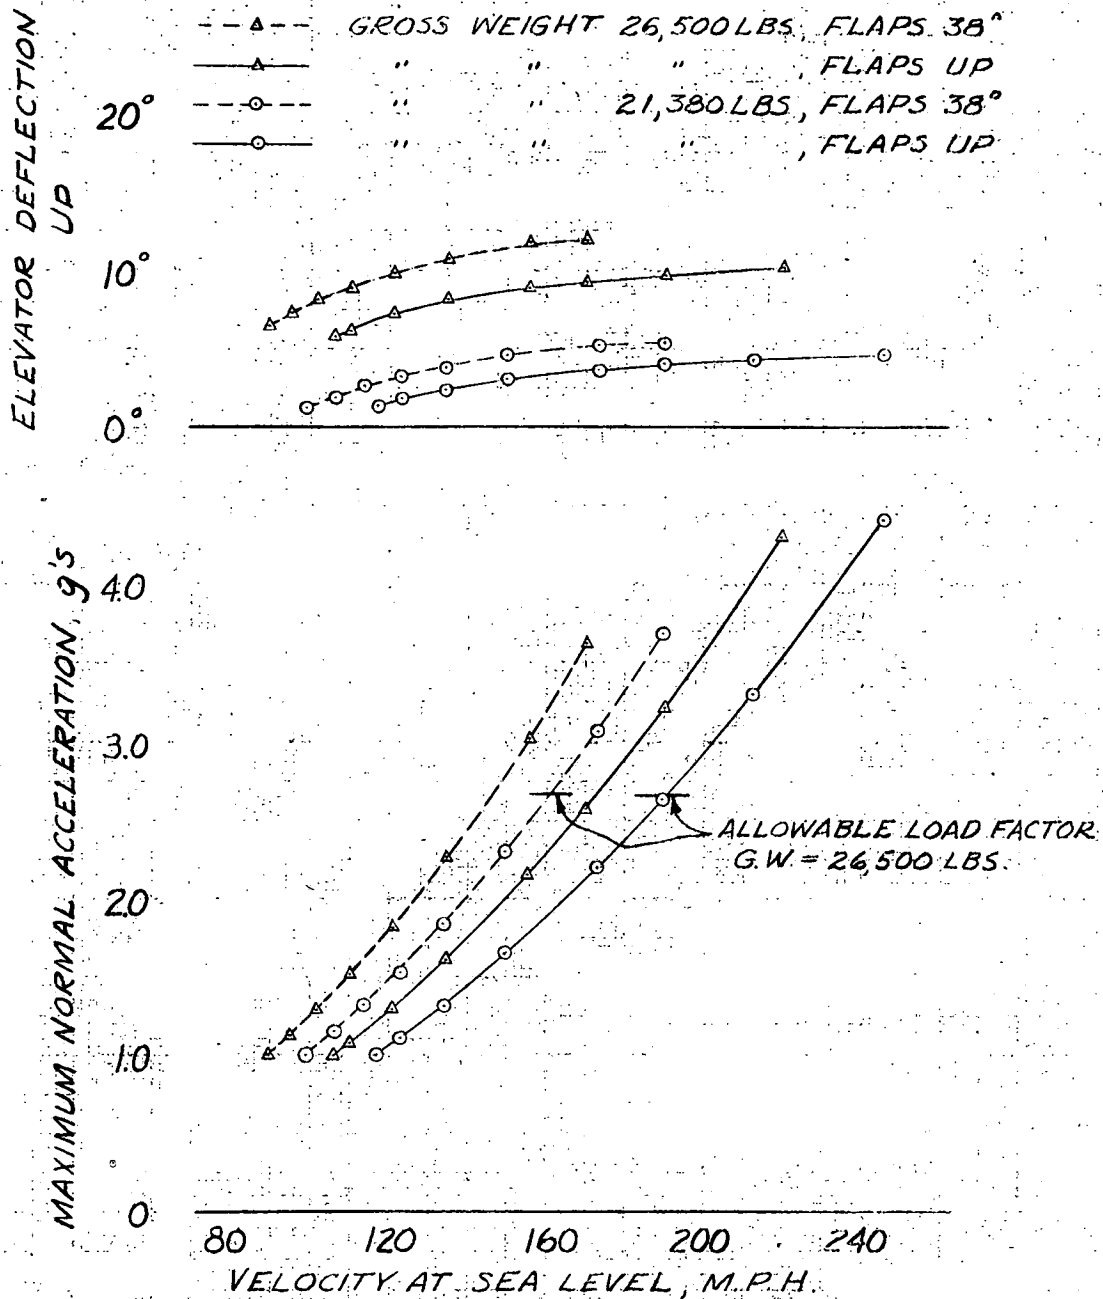 GROSS WEIGHT 26,500 LBS, FLAPS 38°
" " " , FLAPS UP
" " 21,380 LBS, FLAPS 38°
" " " , FLAPS UP
ELEVATOR DEFLECTION
UP
20°
10°
0°
MAXIMUM NORMAL ACCELERATION, g's
4.0
3.0
2.0
1.0
0
ALLOWABLE LOAD FACTOR
G.W. = 26,500 LBS.
80 120 160 200 240
VELOCITY AT SEA LEVEL, M.P.H.